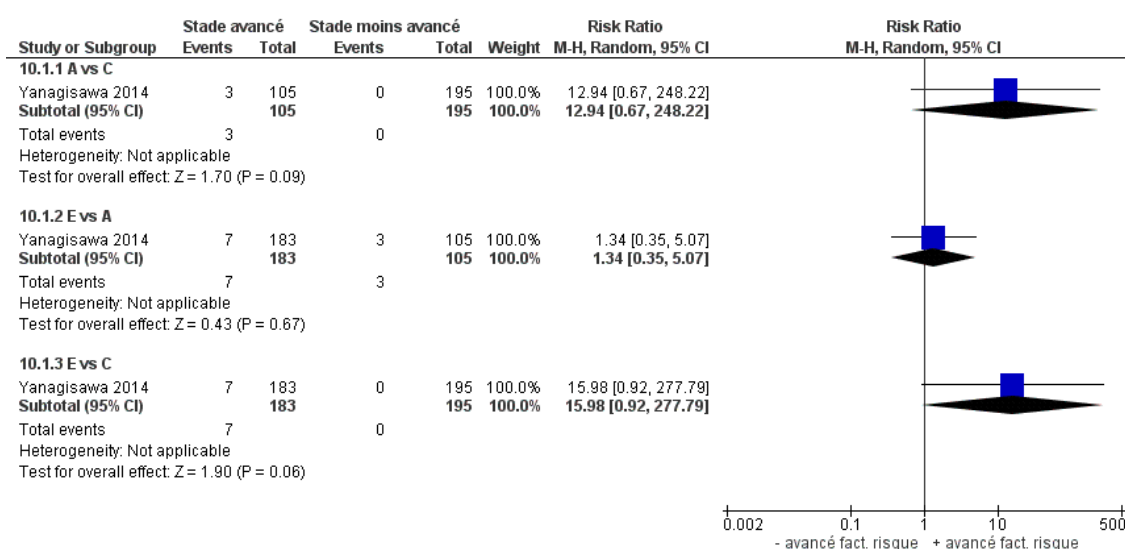 Stade avancé Stade moins avancé Risk Ratio Risk Ratio
Study or Subgroup Events Total Events Total Weight M-H, Random, 95% CI M-H, Random, 95% CI
10.1.1 A vs C
Yanagisawa 2014 3 105 0 195 100.0% 12.94 [0.67, 248.22]
Subtotal (95% CI) 105 195 100.0% 12.94 [0.67, 248.22]
Total events 3 0
Heterogeneity: Not applicable
Test for overall effect: Z = 1.70 (P = 0.09)
10.1.2 E vs A
Yanagisawa 2014 7 183 3 105 100.0% 1.34 [0.35, 5.07]
Subtotal (95% CI) 183 105 100.0% 1.34 [0.35, 5.07]
Total events 7 3
Heterogeneity: Not applicable
Test for overall effect: Z = 0.43 (P = 0.67)
10.1.3 E vs C
Yanagisawa 2014 7 183 0 195 100.0% 15.98 [0.92, 277.79]
Subtotal (95% CI) 183 195 100.0% 15.98 [0.92, 277.79]
Total events 7 0
Heterogeneity: Not applicable
Test for overall effect: Z = 1.90 (P = 0.06)
0.002 0.1 1 10 500
- avancé fact. risque + avancé fact. risque